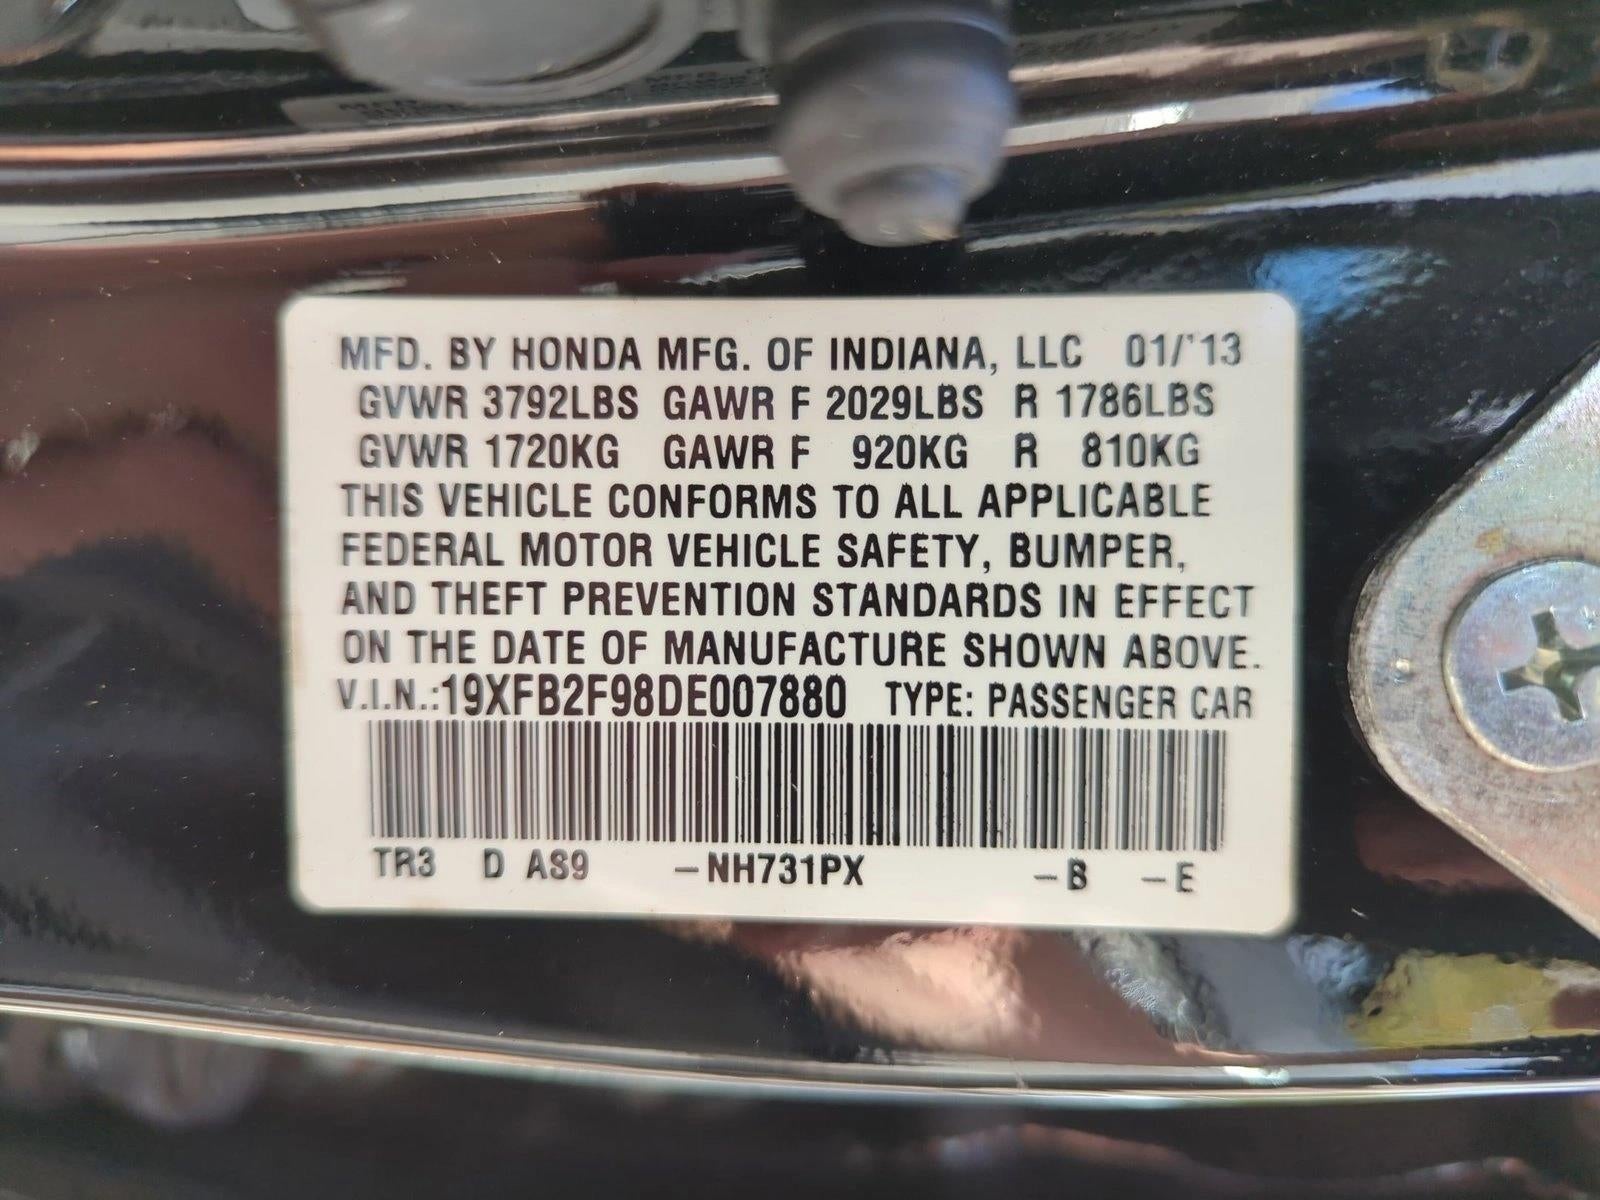 MFD. BY HONDA MFG. OF INDIANA, LLC 01/'13
GVWR 3792LBS GAWR F 2029LBS R 1786LBS
GVWR 1720KG GAWR F 920KG R 810KG
THIS VEHICLE CONFORMS TO ALL APPLICABLE
FEDERAL MOTOR VEHICLE SAFETY, BUMPER,
AND THEFT PREVENTION STANDARDS IN EFFECT
ON THE DATE OF MANUFACTURE SHOWN ABOVE.
V.I.N.:19XFB2F98DE007880 TYPE: PASSENGER CAR
TR3 D AS9 -NH731PX -B -E